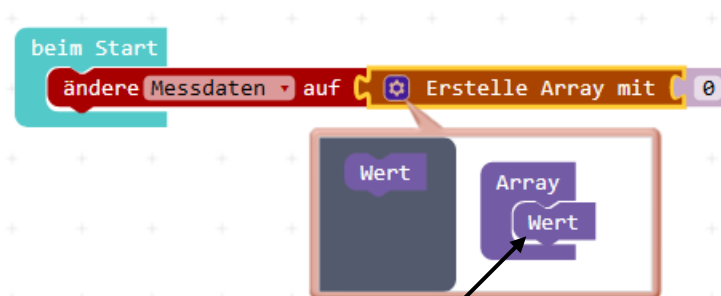 beim Start
ändere Messdaten auf Erstelle Array mit 0
Wert
Array
Wert